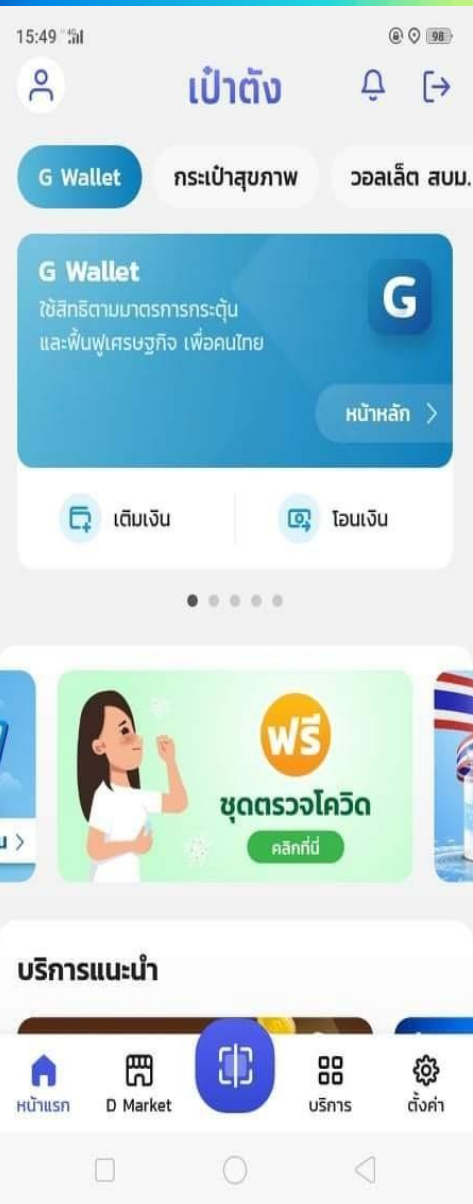 15:49 4G
98
เป๋าตัง
G Wallet
กระเป๋าสุขภาพ
วอลเล็ต สบม.
G Wallet
ใช้สิทธิตามมาตรการกระตุ้น
และฟื้นฟูเศรษฐกิจ เพื่อคนไทย
G
หน้าหลัก >
เติมเงิน
โอนเงิน
ฟรี
ชุดตรวจโควิด
คลิกที่นี่
บริการแนะนำ
หน้าแรก
D Market
บริการ
ตั้งค่า